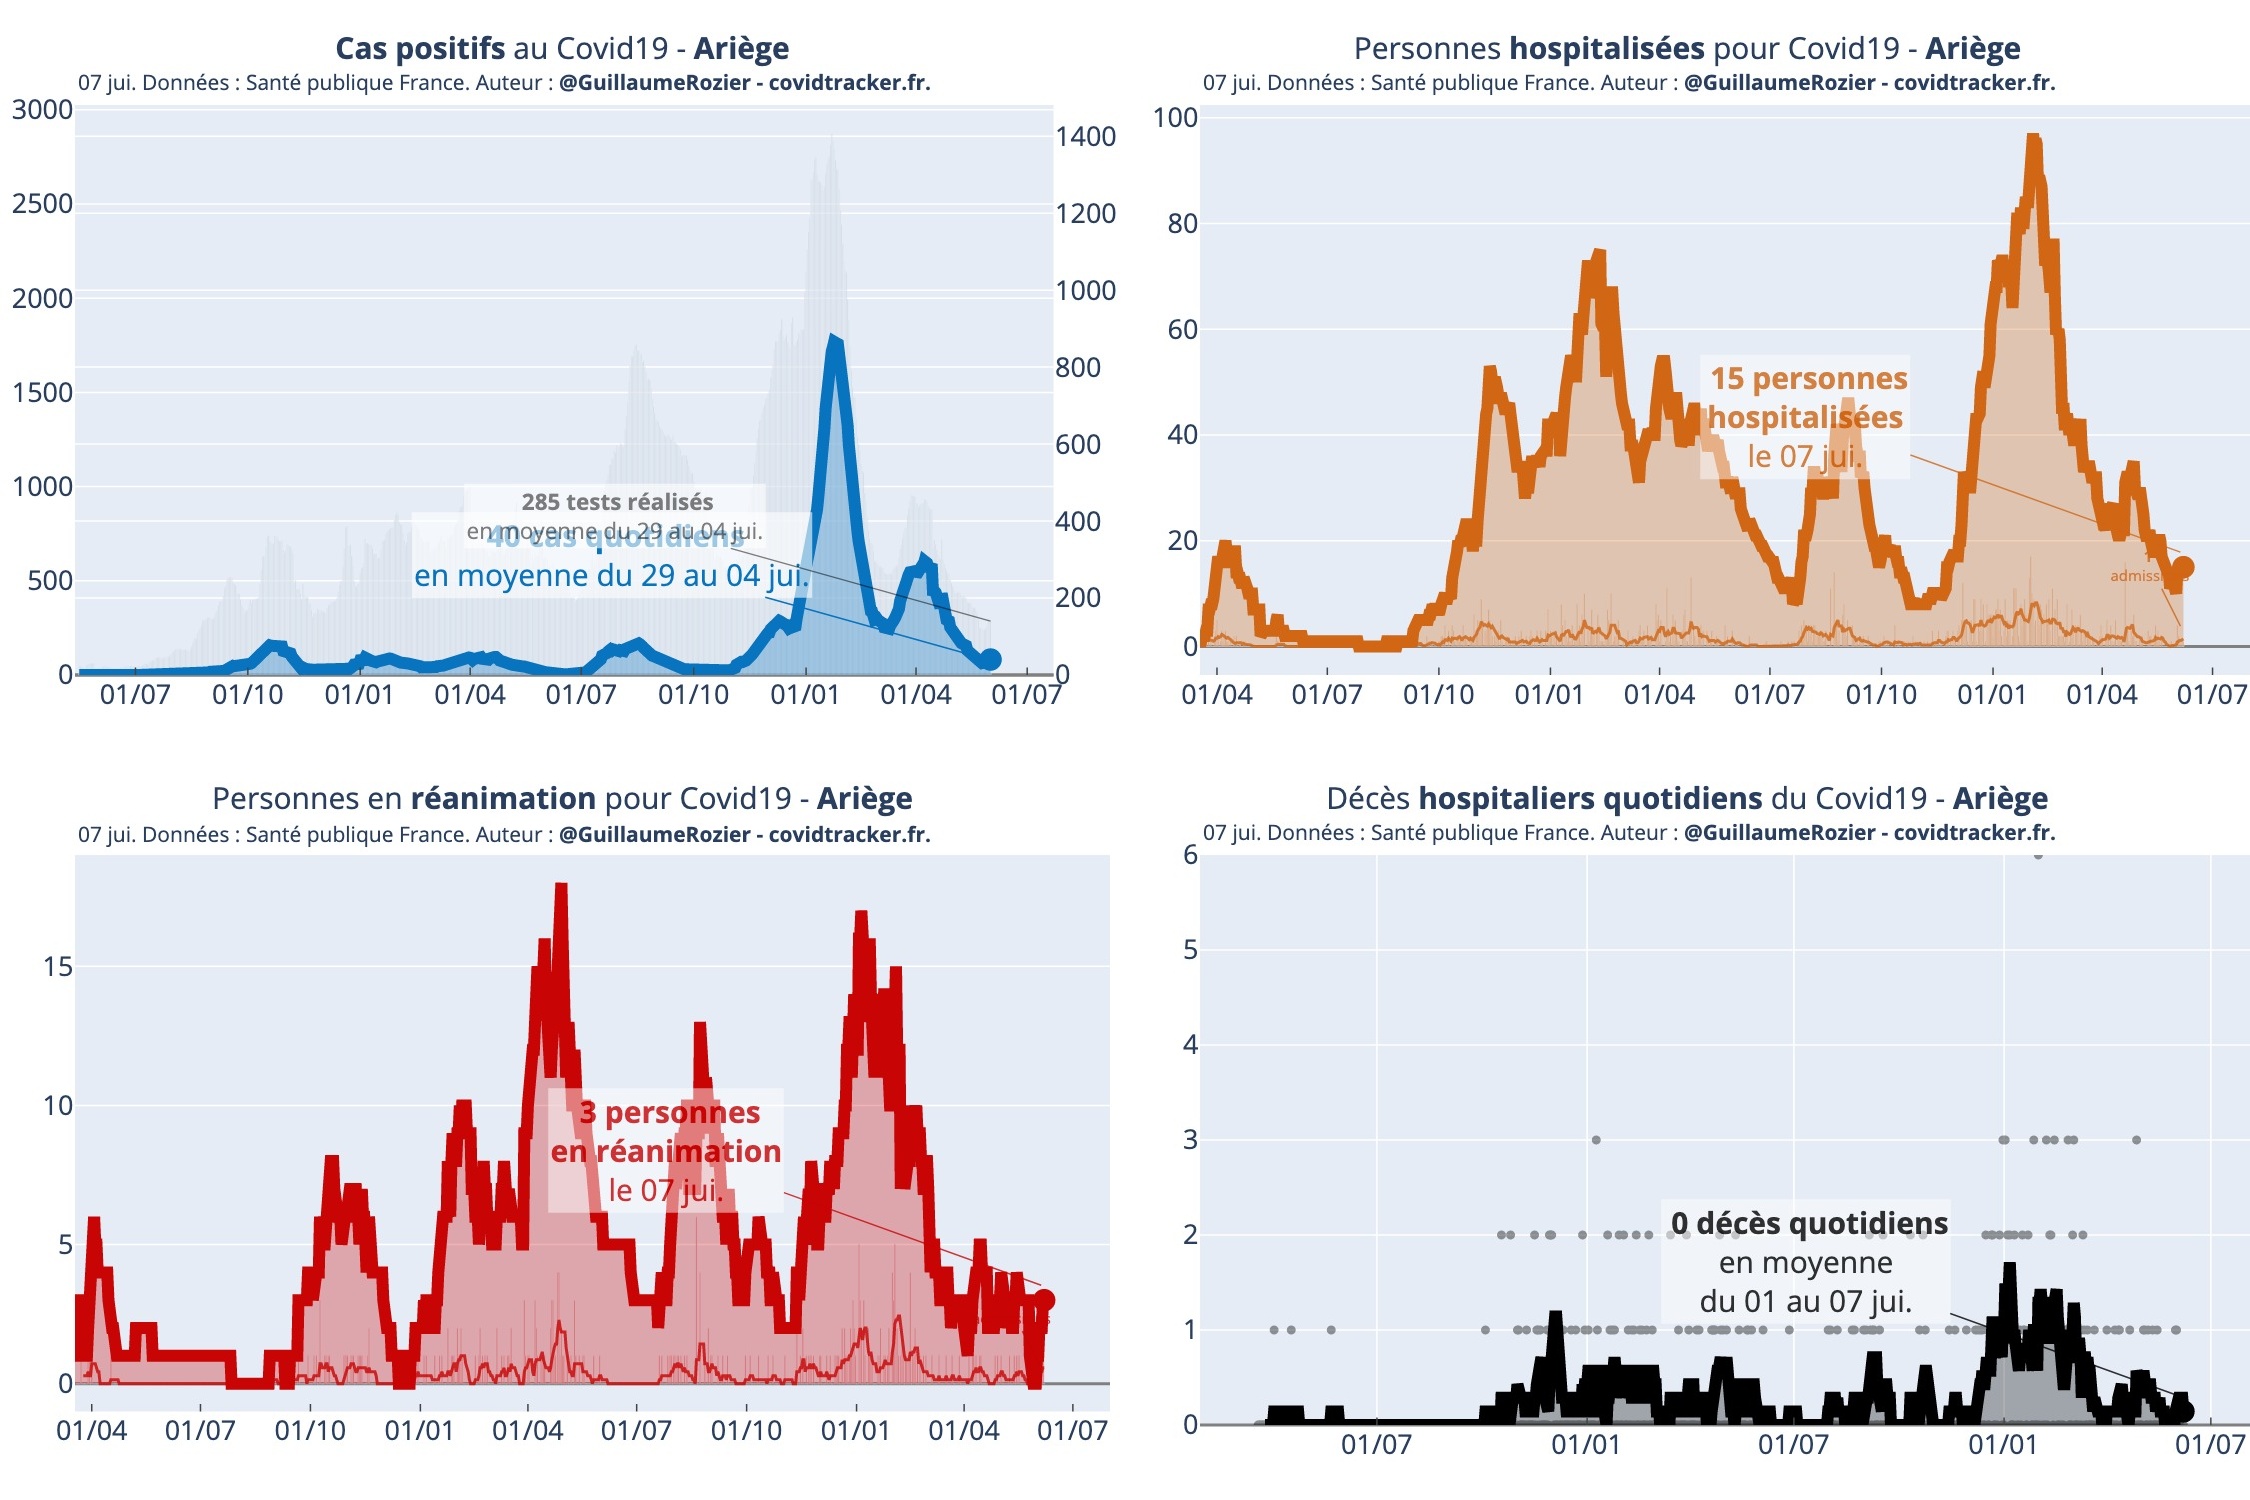 Cas positifs au Covid19 - Ariège
07 jui. Données : Santé publique France. Auteur : @GuillaumeRozier - covidtracker.fr.
3000
2500
2000
1500
1000
500
0
1400
1200
1000
800
600
400
200
0
285 tests réalisés
en moyenne du 29 au 04 jui.
40 cas quotidiens
en moyenne du 29 au 04 jui.
01/07 01/10 01/01 01/04 01/07 01/10 01/01 01/04 01/07
Personnes hospitalisées pour Covid19 - Ariège
07 jui. Données : Santé publique France. Auteur : @GuillaumeRozier - covidtracker.fr.
100
80
60
40
20
0
15 personnes
hospitalisées
le 07 jui.
01/04 01/07 01/10 01/01 01/04 01/07 01/10 01/01 01/04 01/07
Personnes en réanimation pour Covid19 - Ariège
07 jui. Données : Santé publique France. Auteur : @GuillaumeRozier - covidtracker.fr.
15
10
5
0
3 personnes
en réanimation
le 07 jui.
01/04 01/07 01/10 01/01 01/04 01/07 01/10 01/01 01/04 01/07
Décès hospitaliers quotidiens du Covid19 - Ariège
07 jui. Données : Santé publique France. Auteur : @GuillaumeRozier - covidtracker.fr.
6
5
4
3
2
1
0
0 décès quotidiens
en moyenne
du 01 au 07 jui.
01/07 01/01 01/07 01/01 01/07